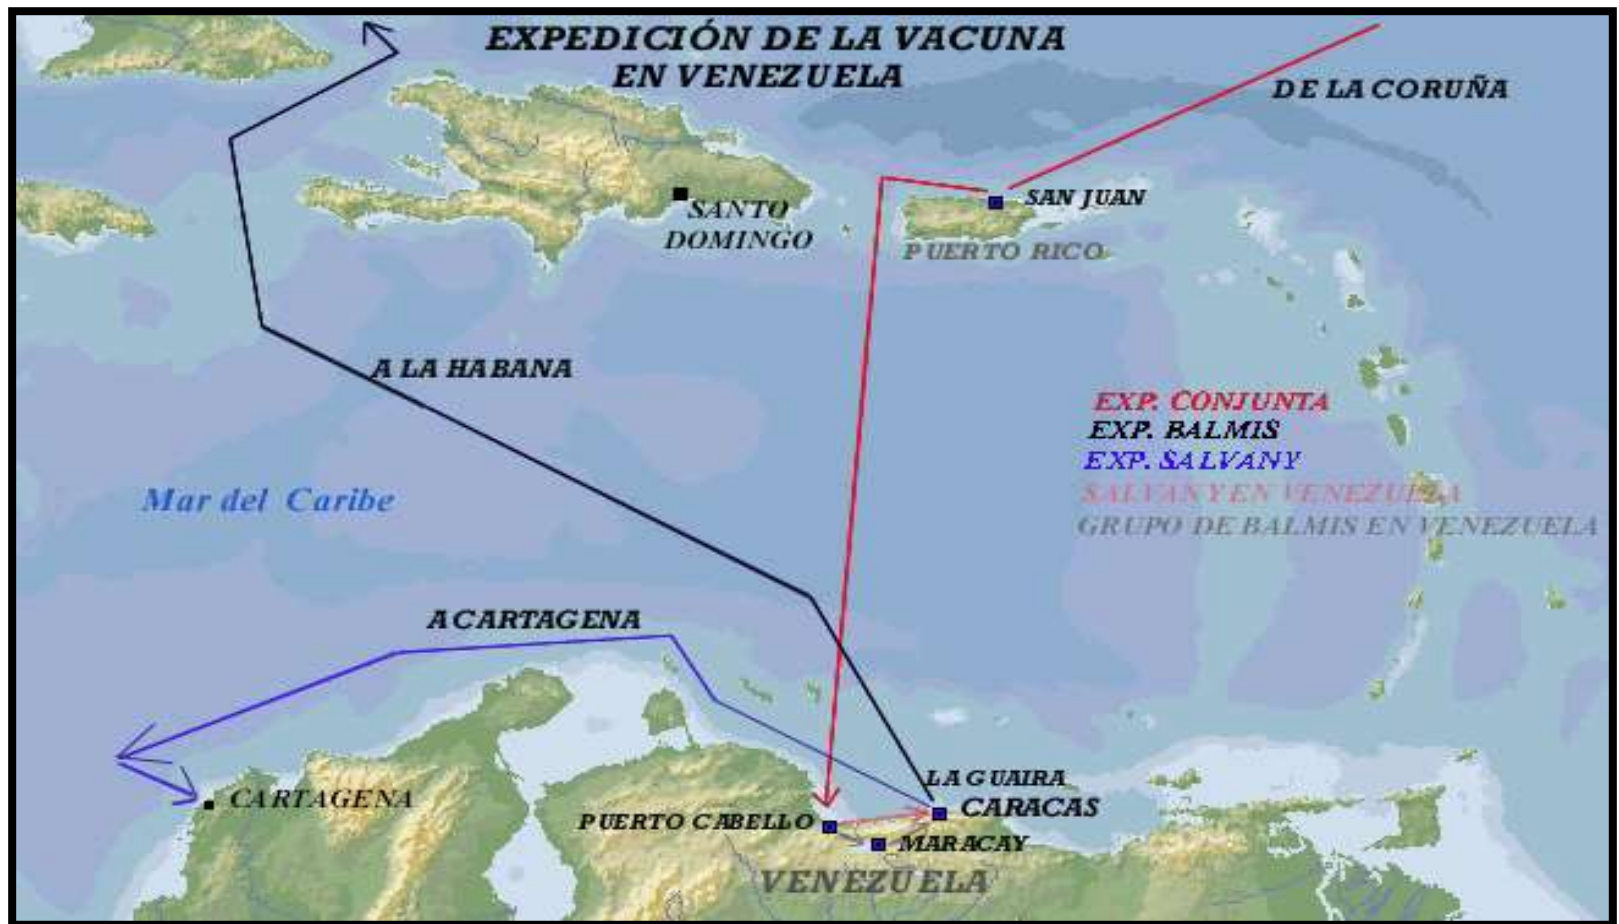 EXPEDICIÓN DE LA VACUNA
EN VENEZUELA
DE LA CORUÑA
SAN JUAN
SANTO
DOMINGO
PUERTO RICO
A LA HABANA
EXP. CONJUNTA
EXP. BALMIS
EXP. SALVANY
SALVANY EN VENEZUELA
GRUPO DE BALMIS EN VENEZUELA
Mar del Caribe
A CARTAGENA
LA GUAIRA
CARTAGENA
CARACAS
PUERTO CABELLO
MARACAY
VENEZUELA